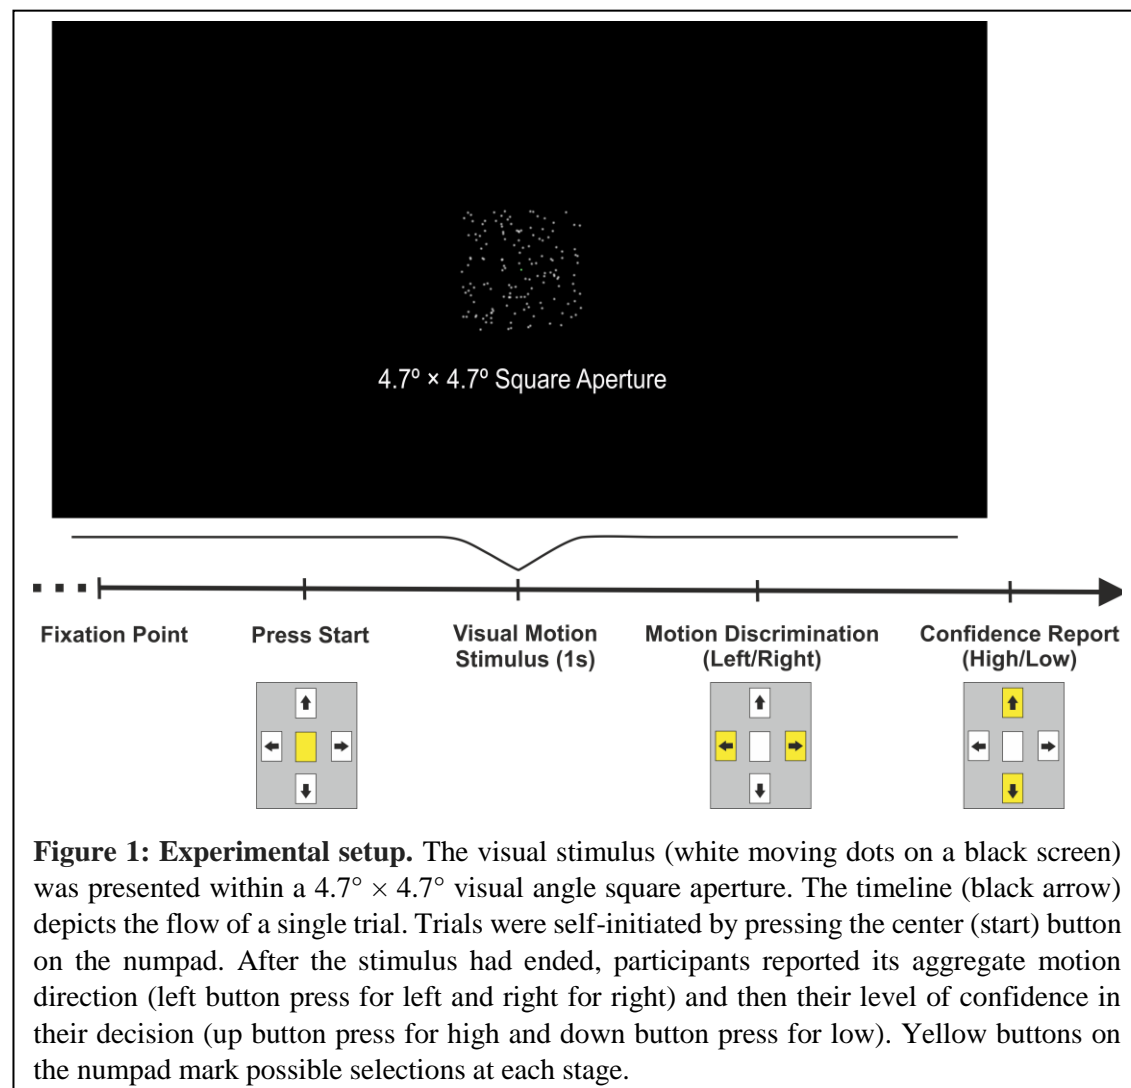 4.7º × 4.7º Square Aperture
Fixation Point
Press Start
Visual Motion
Stimulus (1s)
Motion Discrimination
(Left/Right)
Confidence Report
(High/Low)
Figure 1: Experimental setup. The visual stimulus (white moving dots on a black screen)
was presented within a 4.7° × 4.7° visual angle square aperture. The timeline (black arrow)
depicts the flow of a single trial. Trials were self-initiated by pressing the center (start) button
on the numpad. After the stimulus had ended, participants reported its aggregate motion
direction (left button press for left and right for right) and then their level of confidence in
their decision (up button press for high and down button press for low). Yellow buttons on
the numpad mark possible selections at each stage.